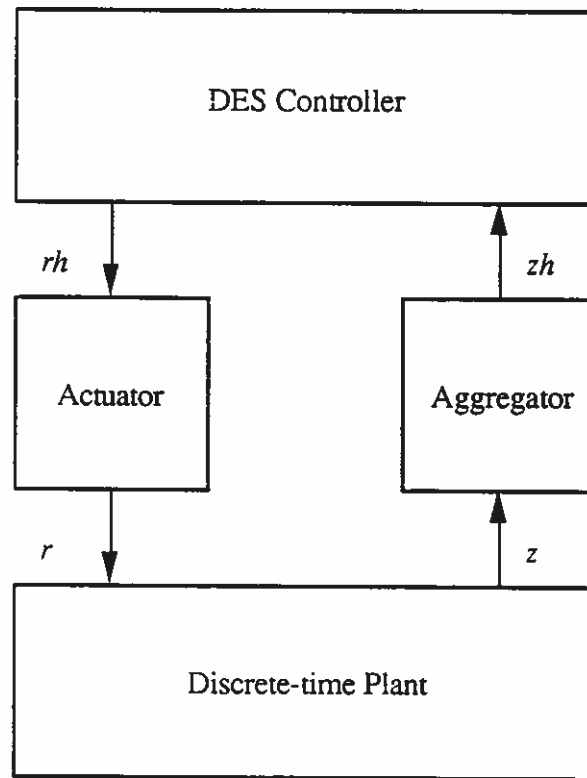 DES Controller
rh
zh
Actuator
Aggregator
r
z
Discrete-time Plant